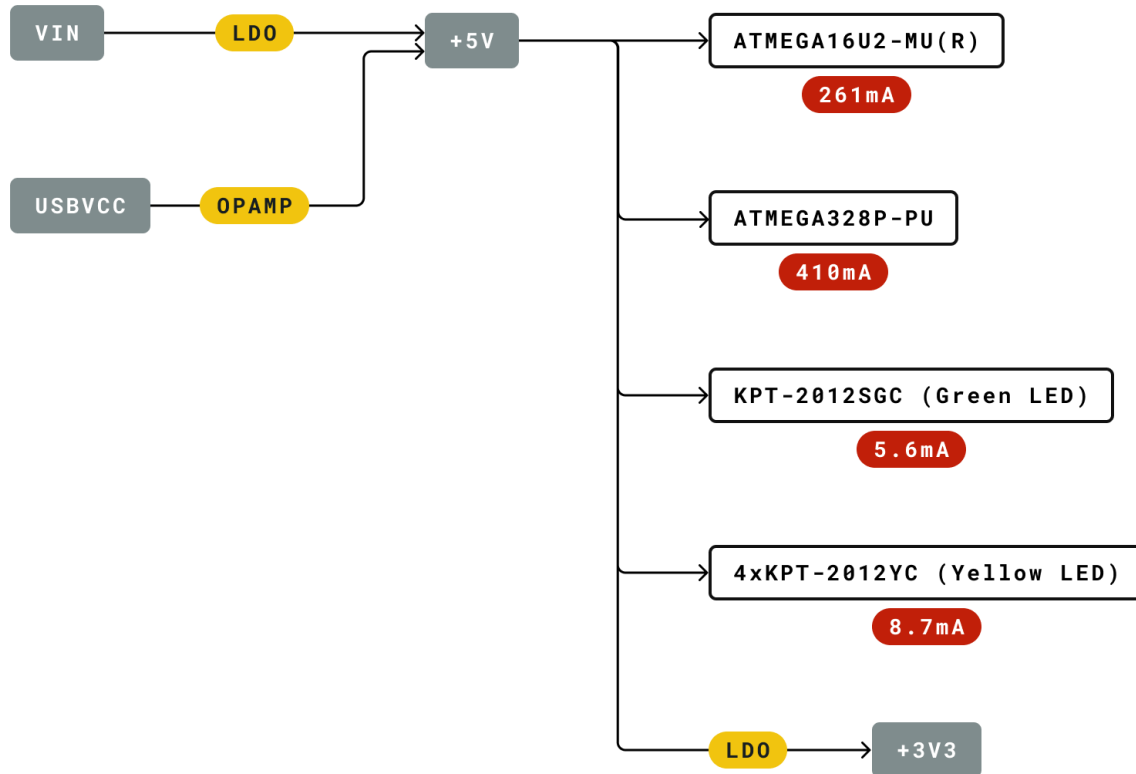 VIN
LDO
+5V
ATMEGA16U2-MU(R)
261mA
USBVCC
OPAMP
ATMEGA328P-PU
410mA
KPT-2012SGC (Green LED)
5.6mA
4xKPT-2012YC (Yellow LED)
8.7mA
LDO
+3V3